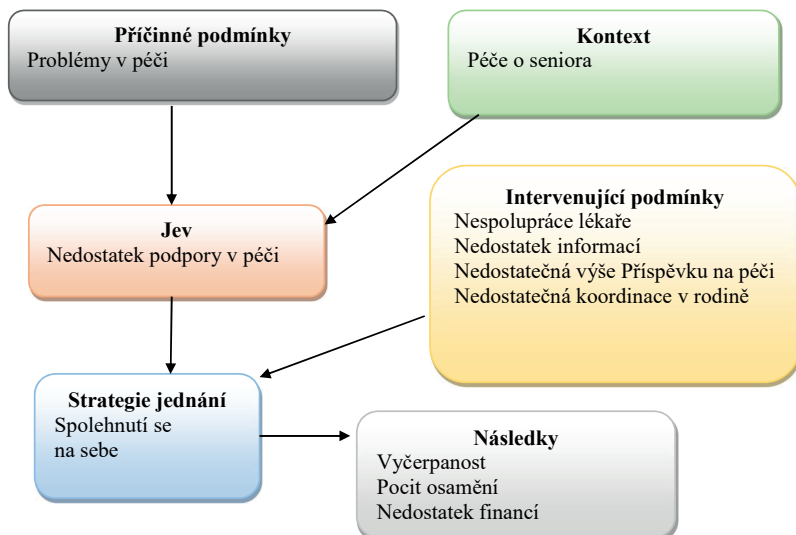 Příčinné podmínky
Problémy v péči
Kontext
Péče o seniora
Jev
Nedostatek podpory v péči
Intervenující podmínky
Nespolupráce lékaře
Nedostatek informací
Nedostatečná výše Příspěvku na péči
Nedostatečná koordinace v rodině
Strategie jednání
Spolehnutí se
na sebe
Následky
Vyčerpanost
Pocit osamění
Nedostatek financí